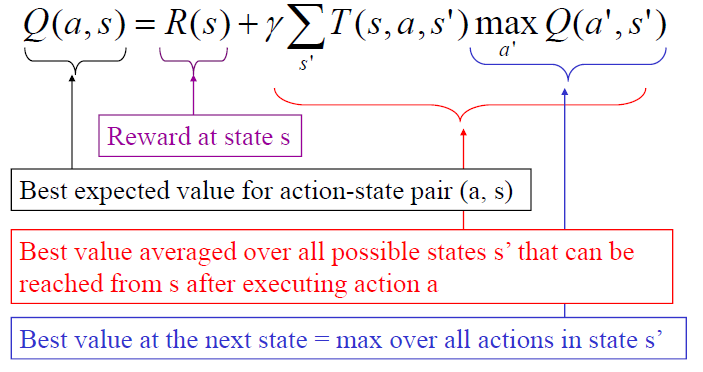 Q(a,s) = R(s) + γ∑T(s,a,s')max Q(a',s')
s'
a'
Reward at state s
Best expected value for action-state pair (a, s)
Best value averaged over all possible states s’ that can be
reached from s after executing action a
Best value at the next state = max over all actions in state s’